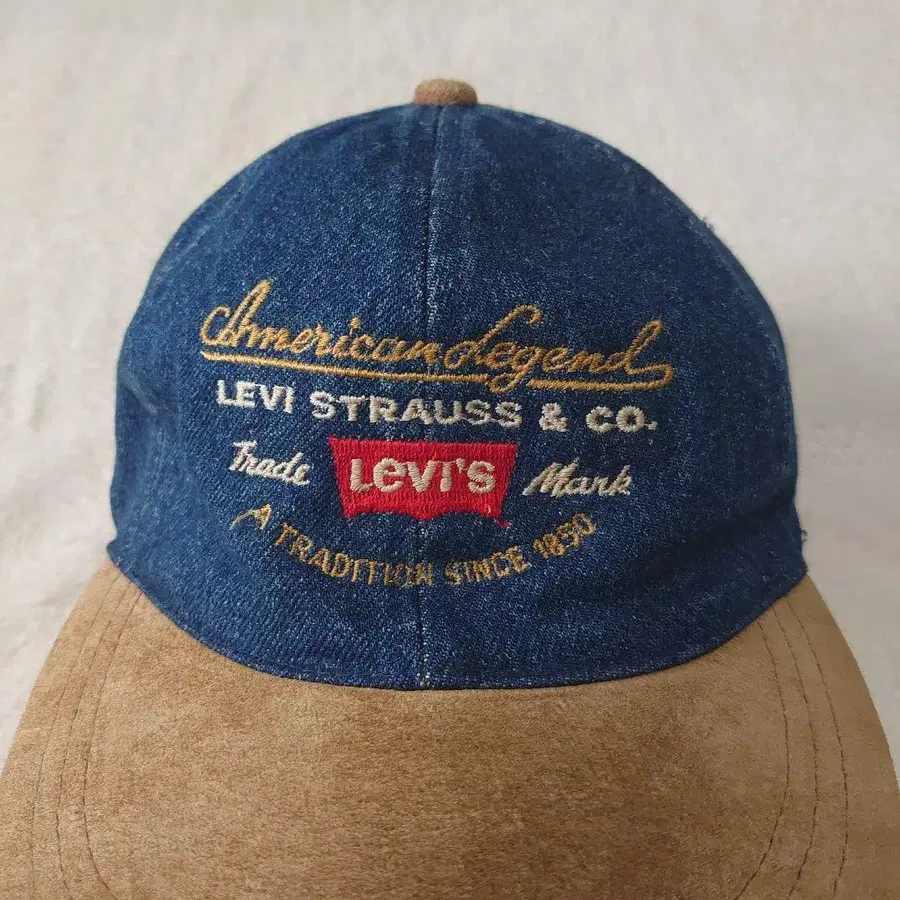 American Legend
LEVI STRAUSS & CO.
Trade LEVI'S Mark
A TRADITION SINCE 1850